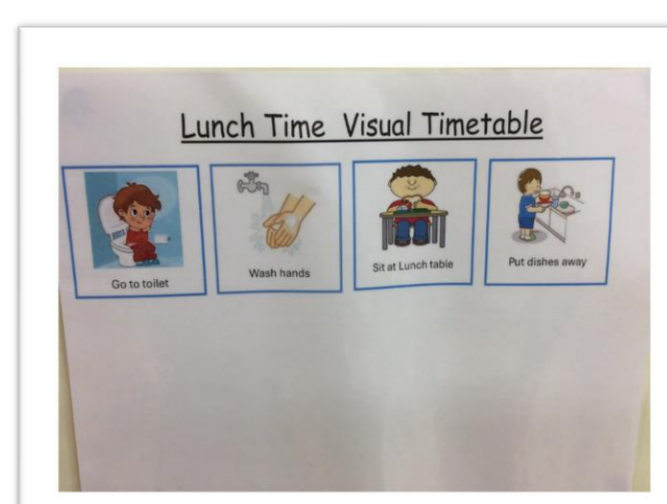 Lunch Time Visual Timetable
Go to toilet
Wash hands
Sit at Lunch table
Put dishes away